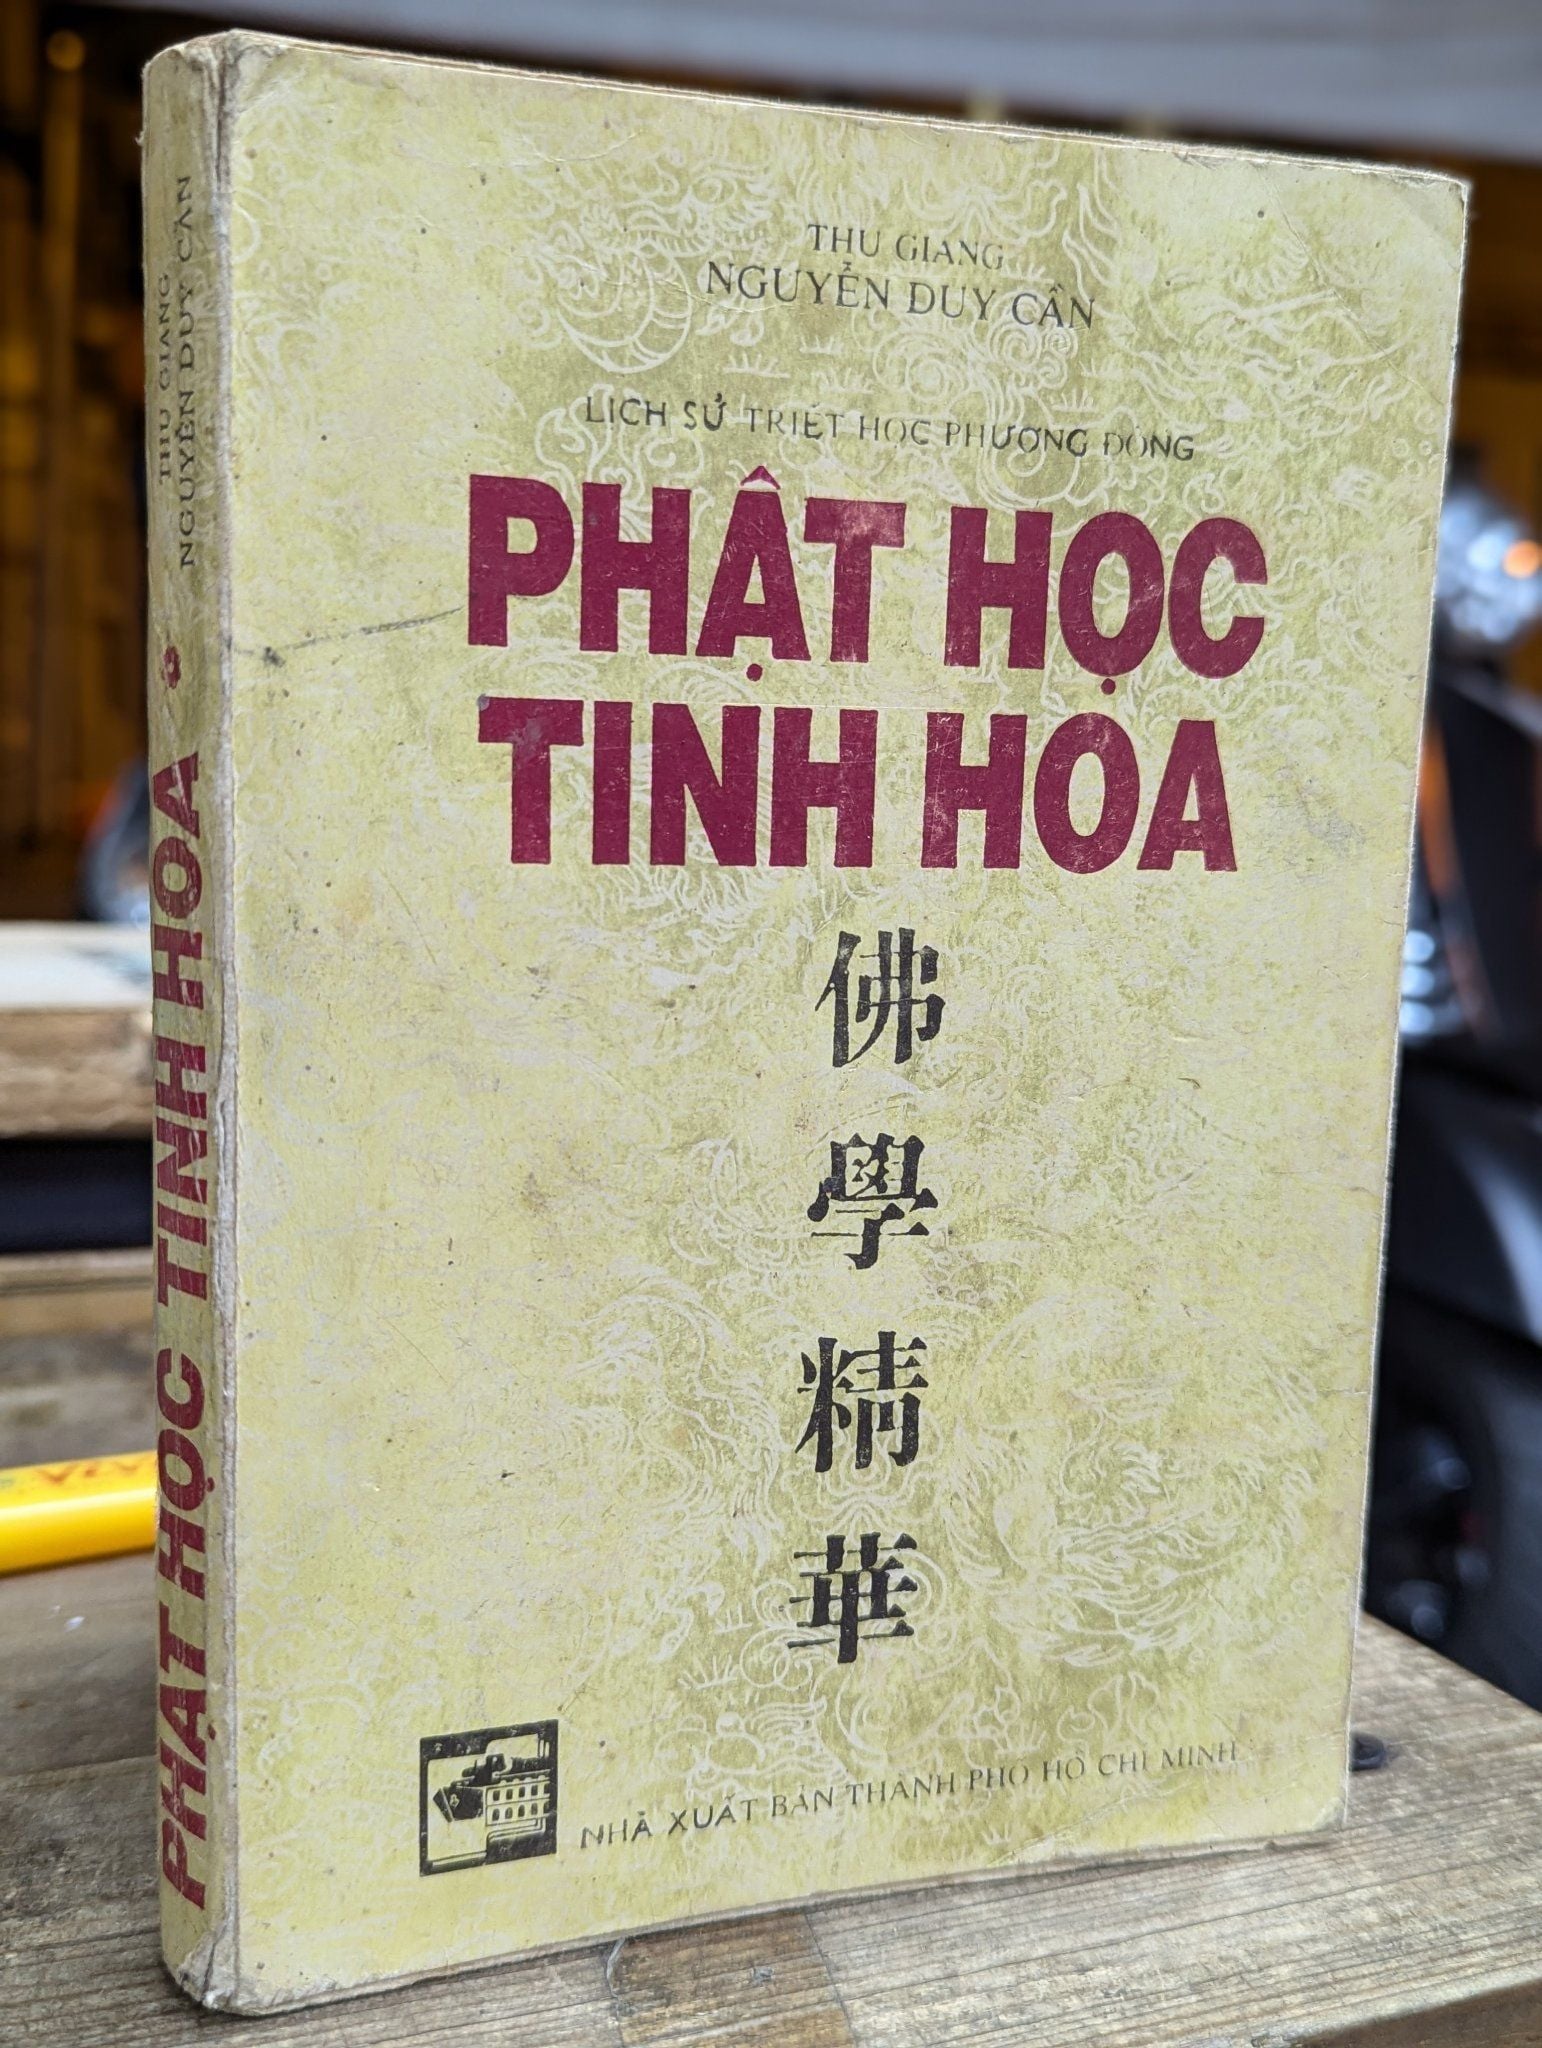 THU GIANG
NGUYỄN DUY CẦN
LỊCH SỬ TRIẾT HỌC PHƯƠNG ĐÔNG
PHẬT HỌC
TINH HOA
佛
學
精
華
NHÀ XUẤT BẢN THÀNH PHỐ HỒ CHÍ MINH
THU GIANG
NGUYỄN DUY CẦN
PHẬT HỌC TINH HOA